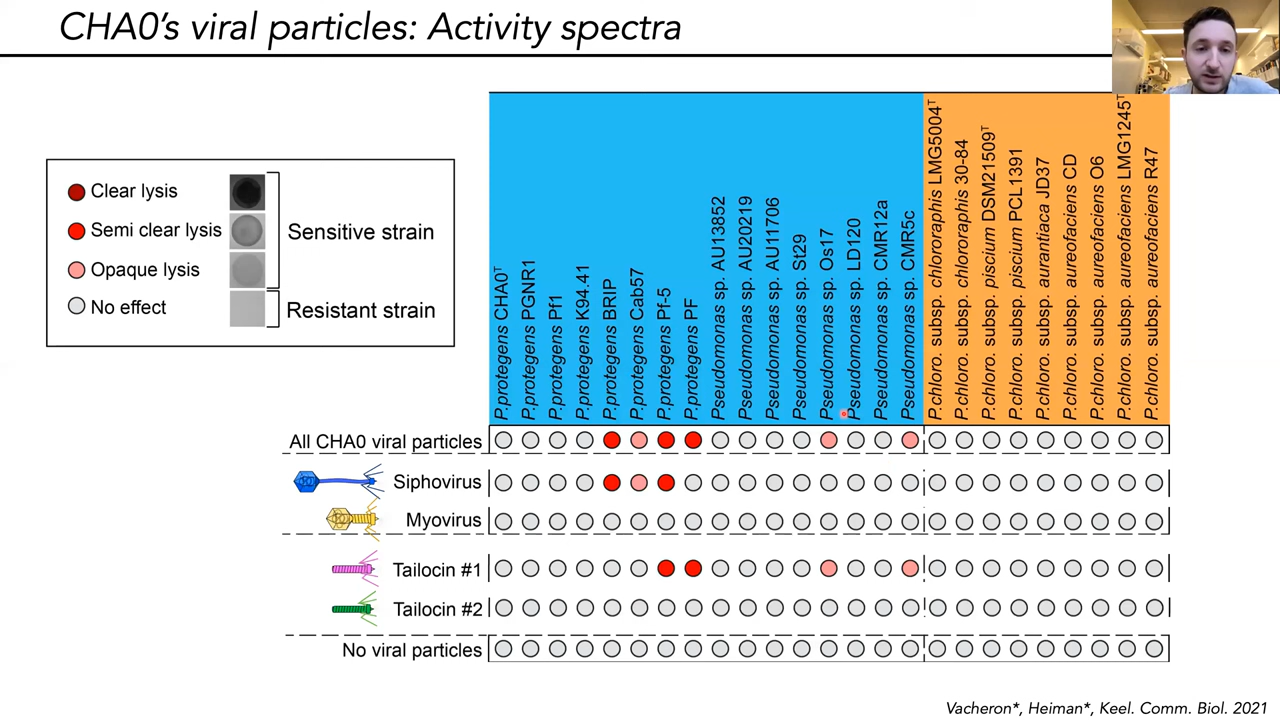 CHA0's viral particles: Activity spectra
Clear lysis
Semi clear lysis
Opaque lysis
No effect
Sensitive strain
Resistant strain
P.protegens CHA0ᵀ
P.protegens PGNR1
P.protegens Pf1
P.protegens K94.41
P.protegens BRIP
P.protegens Cab57
P.protegens Pf-5
P.protegens PF
Pseudomonas sp. AU13852
Pseudomonas sp. AU20219
Pseudomonas sp. AU11706
Pseudomonas sp. St29
Pseudomonas sp. Os17
Pseudomonas sp. LD120
Pseudomonas sp. CMR12a
Pseudomonas sp. CMR5c
P.chloro. subsp. chlororaphis LMG5004ᵀ
P.chloro. subsp. chlororaphis 30-84
P.chloro. subsp. piscium DSM21509ᵀ
P.chloro. subsp. piscium PCL1391
P.chloro. subsp. aurantiaca JD37
P.chloro. subsp. aureofaciens CD
P.chloro. subsp. aureofaciens O6
P.chloro. subsp. aureofaciens LMG1245ᵀ
P.chloro. subsp. aureofaciens R47
All CHA0 viral particles
Siphovirus
Myovirus
Tailocin #1
Tailocin #2
No viral particles
Vacheron*, Heiman*, Keel. Comm. Biol. 2021